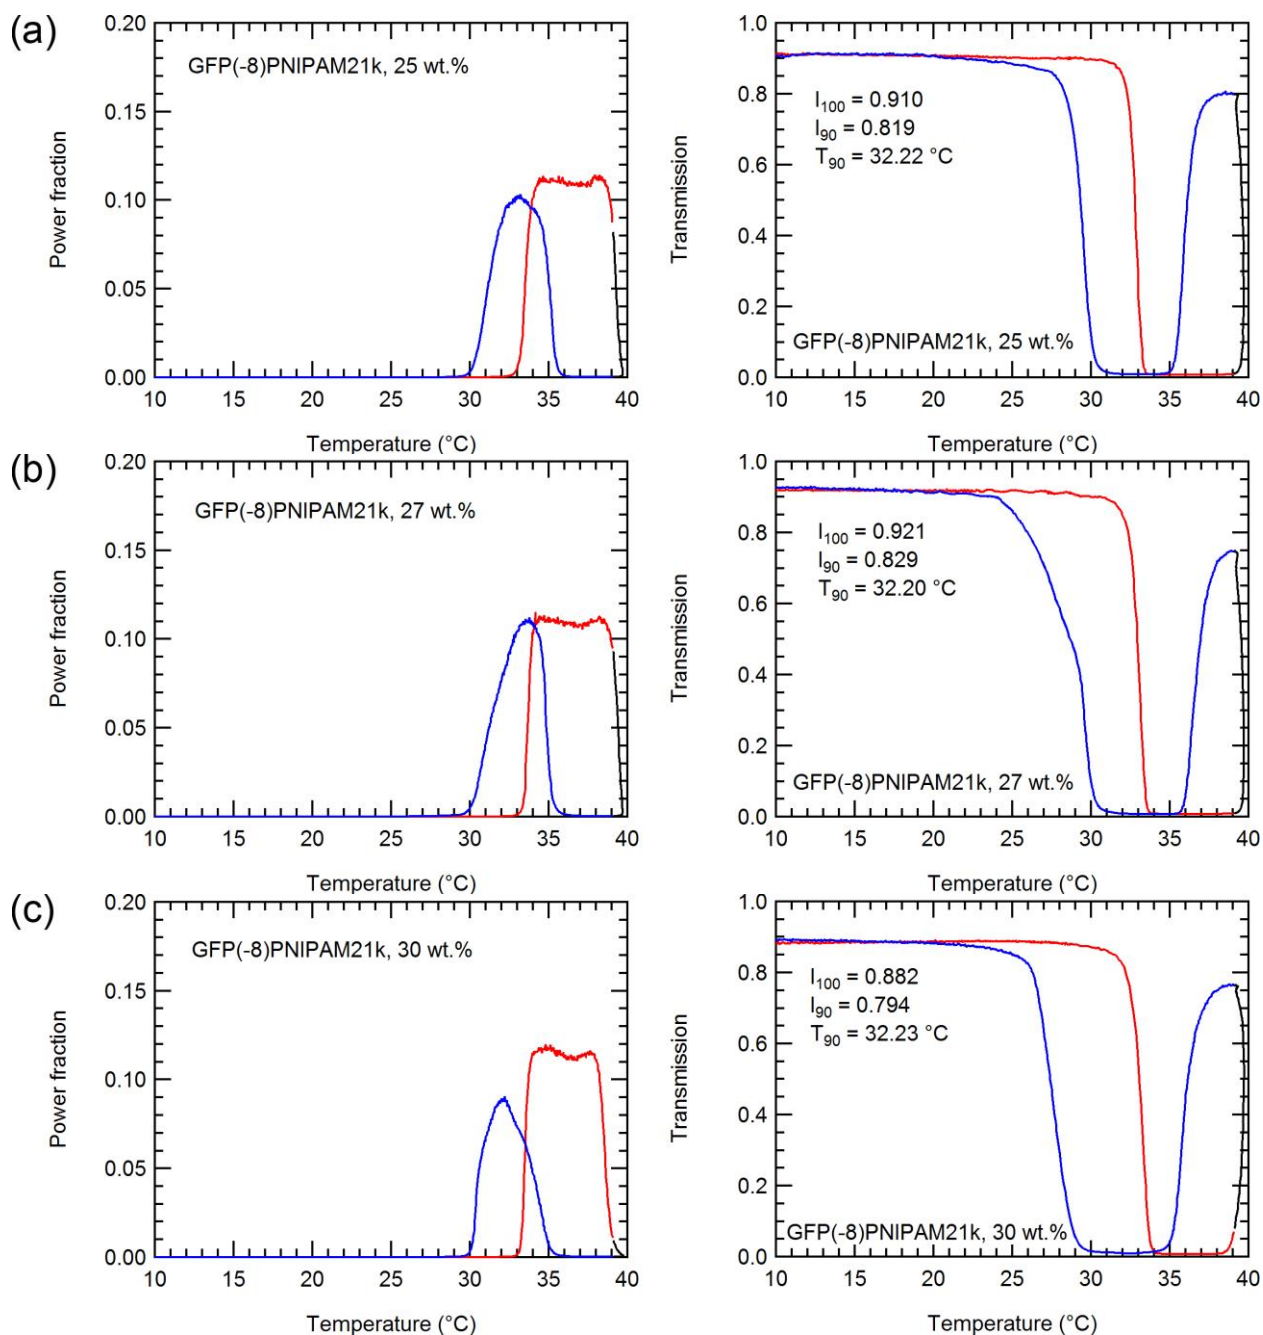 (a)
0.20
0.15
0.10
0.05
0.00
Power fraction
GFP(-8)PNIPAM21k, 25 wt.%
10 15 20 25 30 35 40
Temperature (°C)
1.0
0.8
0.6
0.4
0.2
0.0
Transmission
I100 = 0.910
I90 = 0.819
T90 = 32.22 °C
GFP(-8)PNIPAM21k, 25 wt.%
10 15 20 25 30 35 40
Temperature (°C)
(b)
0.20
0.15
0.10
0.05
0.00
Power fraction
GFP(-8)PNIPAM21k, 27 wt.%
10 15 20 25 30 35 40
Temperature (°C)
1.0
0.8
0.6
0.4
0.2
0.0
Transmission
I100 = 0.921
I90 = 0.829
T90 = 32.20 °C
GFP(-8)PNIPAM21k, 27 wt.%
10 15 20 25 30 35 40
Temperature (°C)
(c)
0.20
0.15
0.10
0.05
0.00
Power fraction
GFP(-8)PNIPAM21k, 30 wt.%
10 15 20 25 30 35 40
Temperature (°C)
1.0
0.8
0.6
0.4
0.2
0.0
Transmission
I100 = 0.882
I90 = 0.794
T90 = 32.23 °C
GFP(-8)PNIPAM21k, 30 wt.%
10 15 20 25 30 35 40
Temperature (°C)